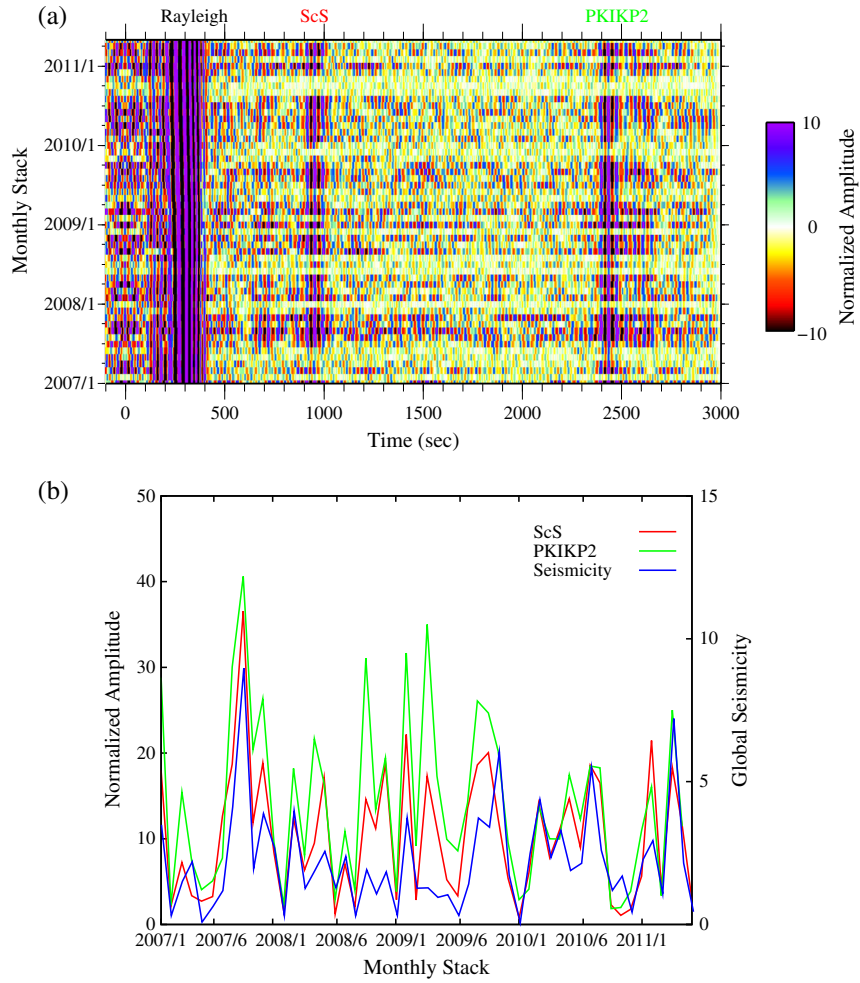 (a)
Rayleigh
ScS
PKIKP2
2011/1
2010/1
2009/1
2008/1
2007/1
Monthly Stack
0
500
1000
1500
2000
2500
3000
Time (sec)
10
0
−10
Normalized Amplitude
(b)
50
40
30
20
10
0
Normalized Amplitude
15
10
5
0
Global Seismicity
ScS
PKIKP2
Seismicity
2007/1
2007/6
2008/1
2008/6
2009/1
2009/6
2010/1
2010/6
2011/1
Monthly Stack